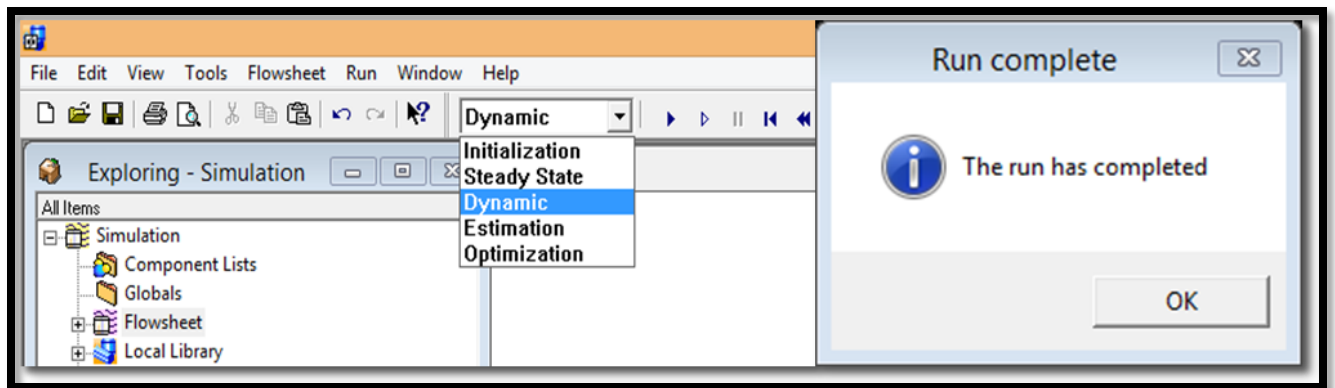 File Edit View Tools Flowsheet Run Window Help
Dynamic
Initialization
Steady State
Dynamic
Estimation
Optimization
Exploring - Simulation
All Items
Simulation
Component Lists
Globals
Flowsheet
Local Library
Run complete
The run has completed
OK